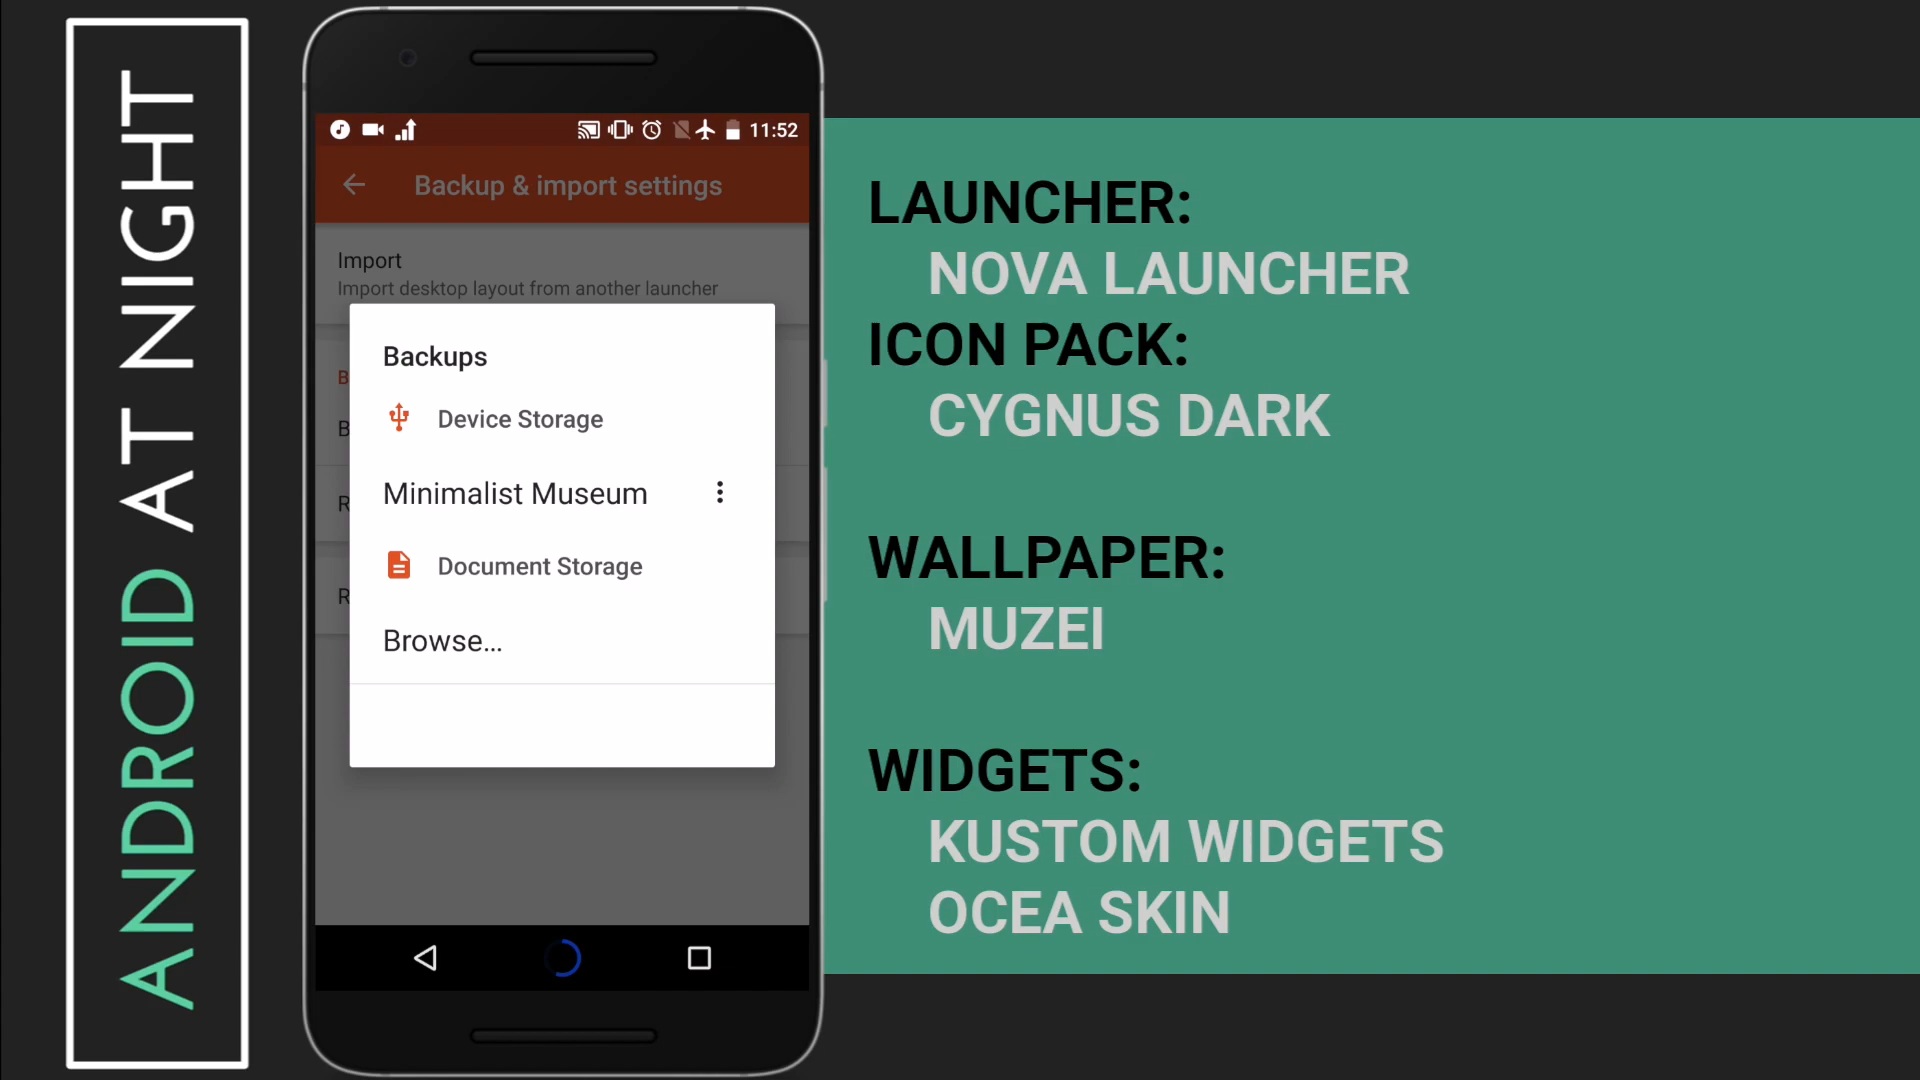 ANDROID AT NIGHT
11:52
Backup & import settings
Import
Import desktop layout from another launcher
B
B
R
R
Backups
Device Storage
Minimalist Museum
Document Storage
Browse...
LAUNCHER:
NOVA LAUNCHER
ICON PACK:
CYGNUS DARK
WALLPAPER:
MUZEI
WIDGETS:
KUSTOM WIDGETS
OCEA SKIN